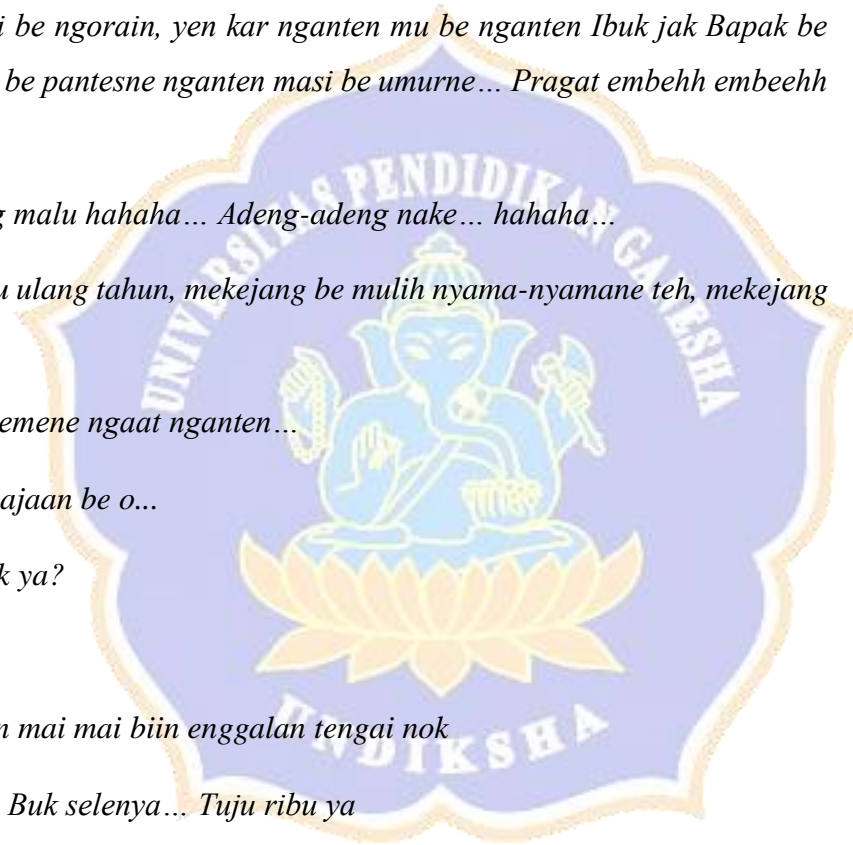 i be ngorain, yen kar nganten mu be nganten Ibuk jak Bapak be
be pantesne nganten masi be umurne… Pragat embehh embeehh
g malu hahaha… Adeng-adeng nake… hahaha…
u ulang tahun, mekejang be mulih nyama-nyamane teh, mekejang
emene ngaat nganten…
ajaan be o...
k ya?
n mai mai biin enggalan tengai nok
Buk selenya… Tuju ribu ya
UNIVERSITAS PENDIDIKAN GANESHA
UNDIKSHA